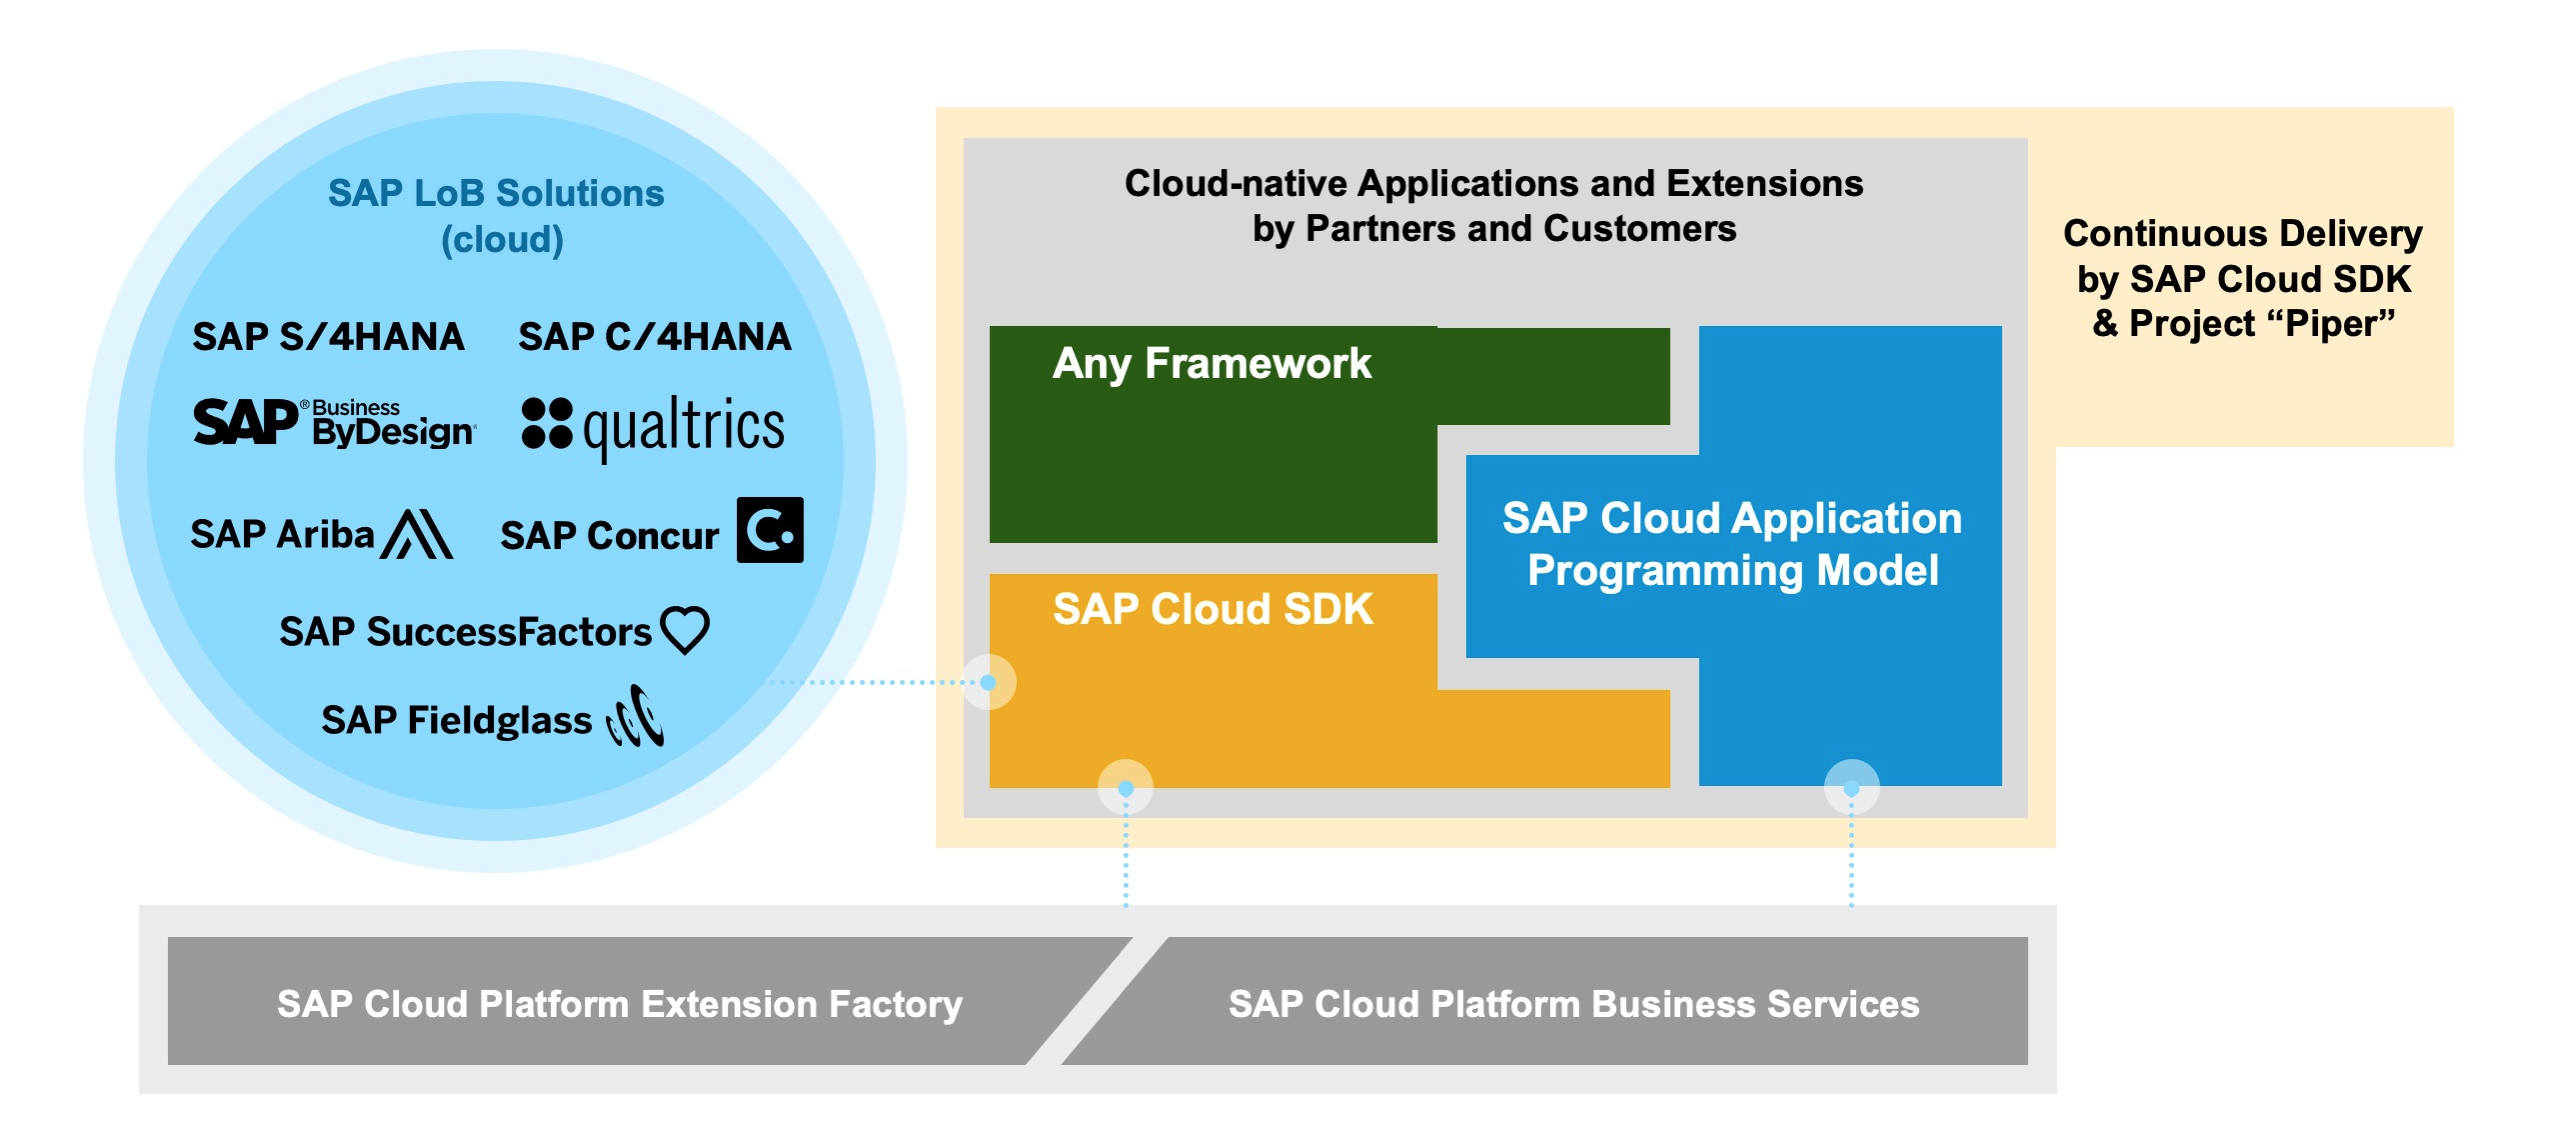 SAP LoB Solutions
(cloud)
SAP S/4HANA
SAP C/4HANA
SAP® Business
ByDesign
qualtrics
SAP Ariba
SAP Concur C.
SAP SuccessFactors
SAP Fieldglass
Cloud-native Applications and Extensions
by Partners and Customers
Any Framework
SAP Cloud SDK
SAP Cloud Application
Programming Model
Continuous Delivery
by SAP Cloud SDK
& Project “Piper”
SAP Cloud Platform Extension Factory
SAP Cloud Platform Business Services